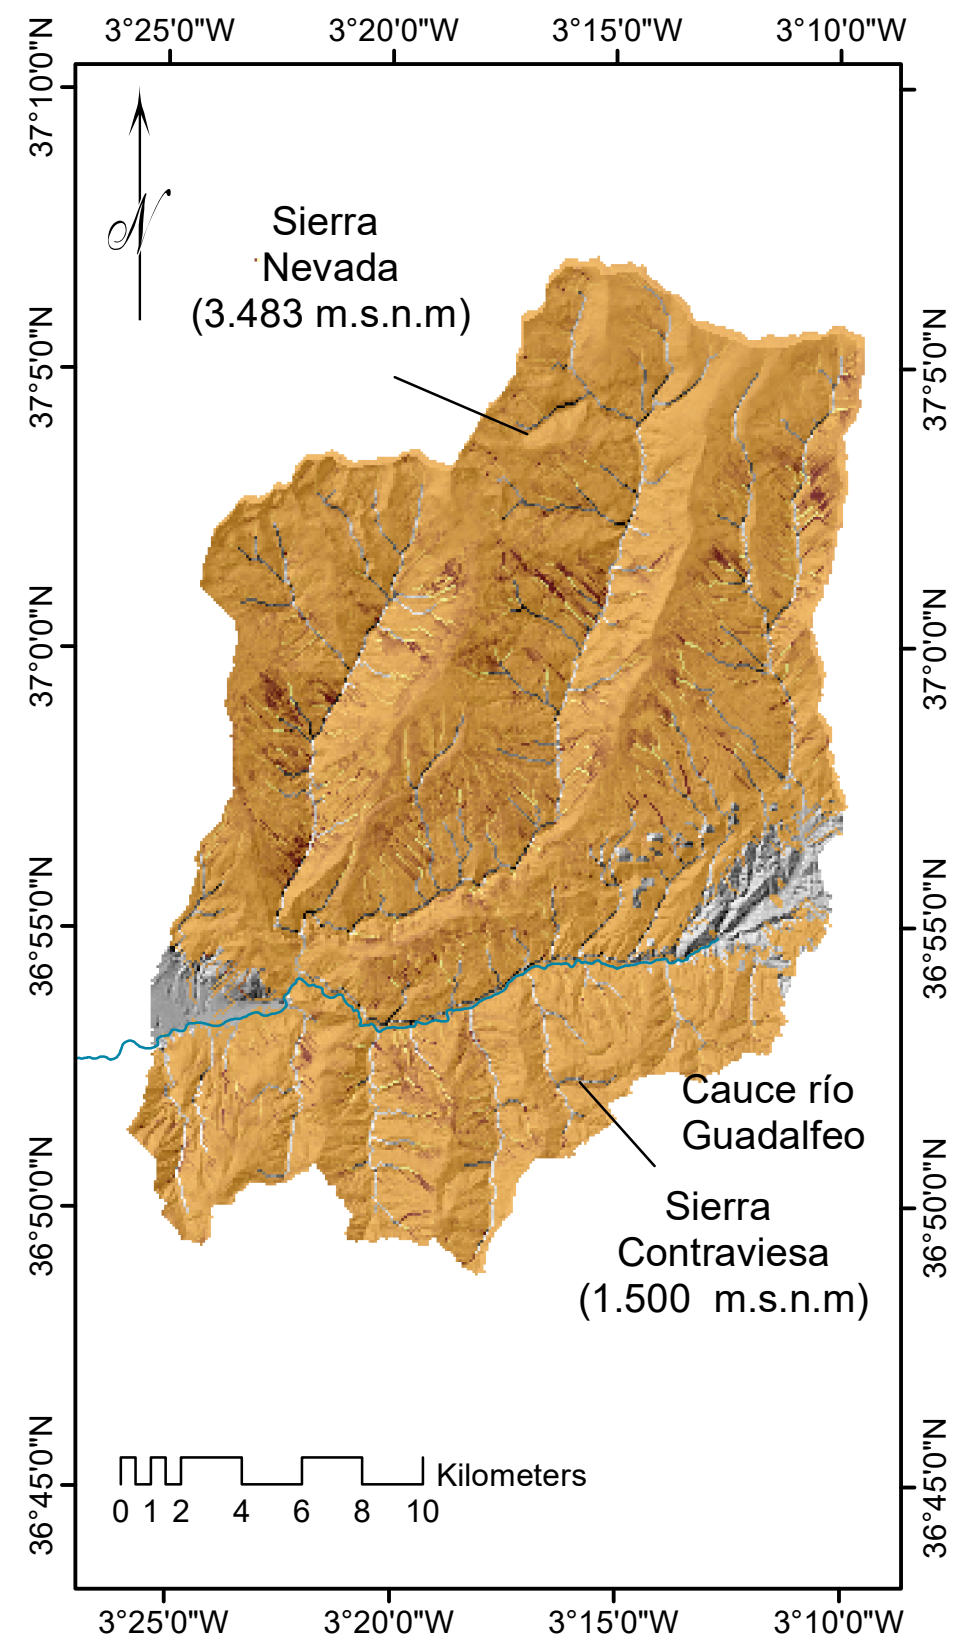 3°25'0"W 3°20'0"W 3°15'0"W 3°10'0"W
37°10'0"N
N
Sierra
Nevada
(3.483 m.s.n.m)
37°5'0"N 37°5'0"N
37°0'0"N 37°0'0"N
36°55'0"N 36°55'0"N
Cauce río
Guadalfeo
36°50'0"N 36°50'0"N
Sierra
Contraviesa
(1.500 m.s.n.m)
36°45'0"N 36°45'0"N
Kilometers
0 1 2 4 6 8 10
3°25'0"W 3°20'0"W 3°15'0"W 3°10'0"W